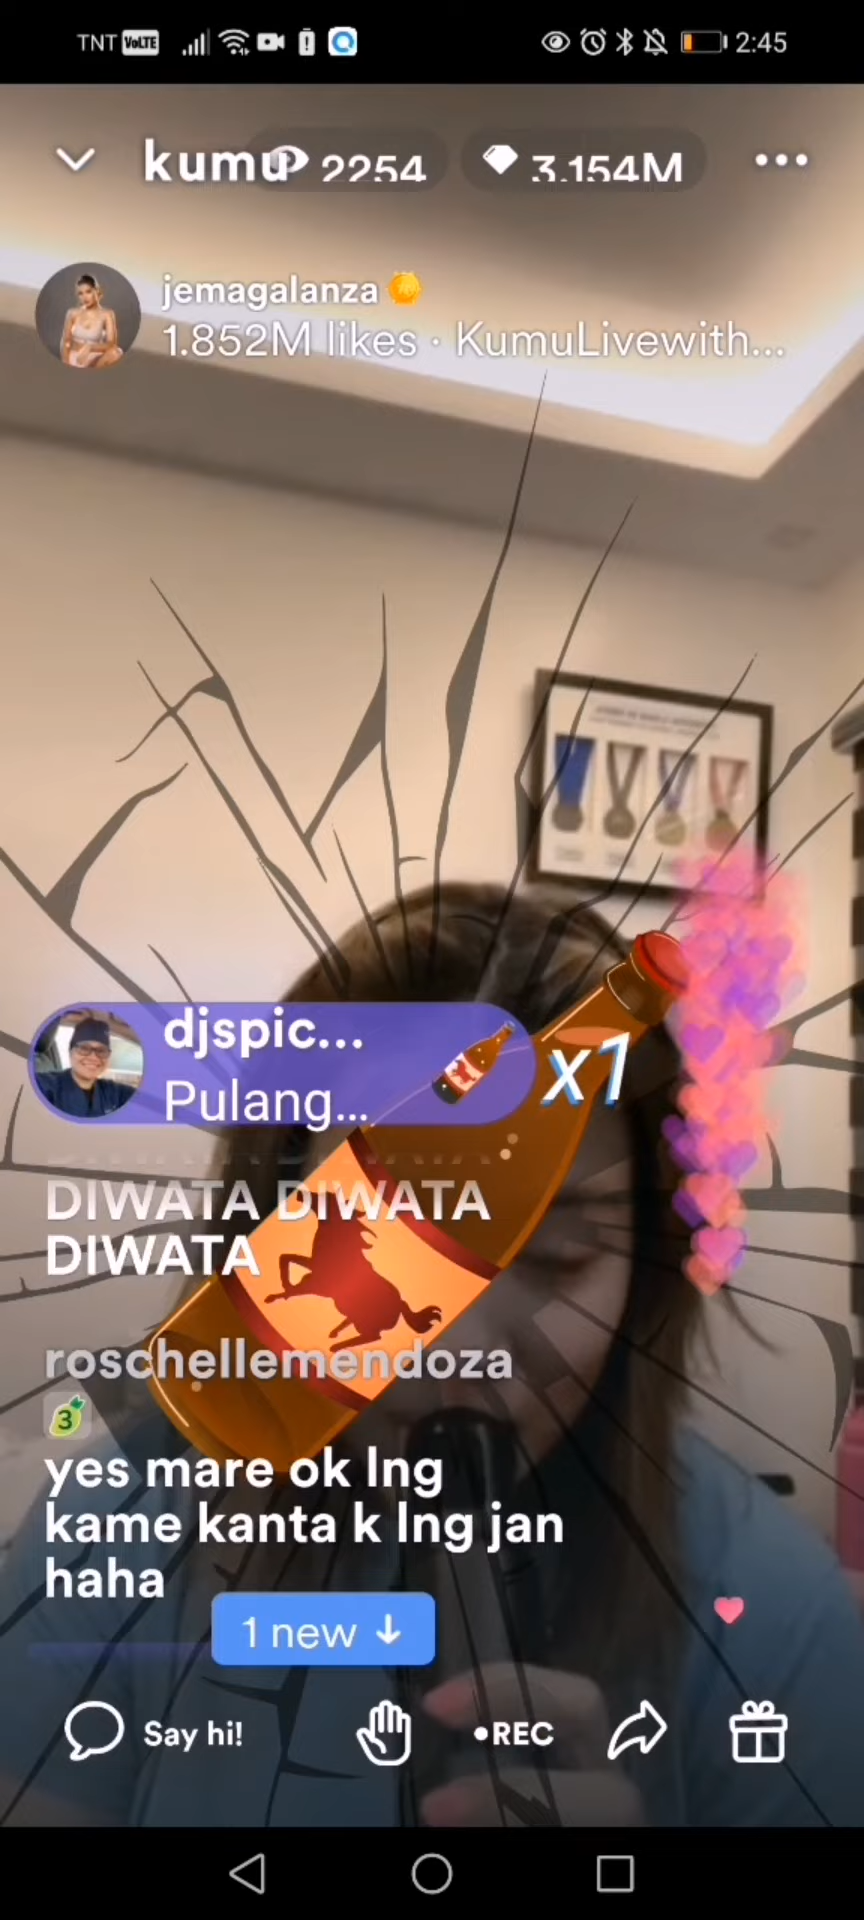 TNT VoLTE 2:45
kumu 2254 3.154M
jemagalanza
1.852M likes · KumuLivewith...
djspic...
Pulang...
x1
DIWATA DIWATA
DIWATA
roschellemendoza
3
yes mare ok lng
kame kanta k lng jan
haha
1 new ↓
Say hi!
•REC